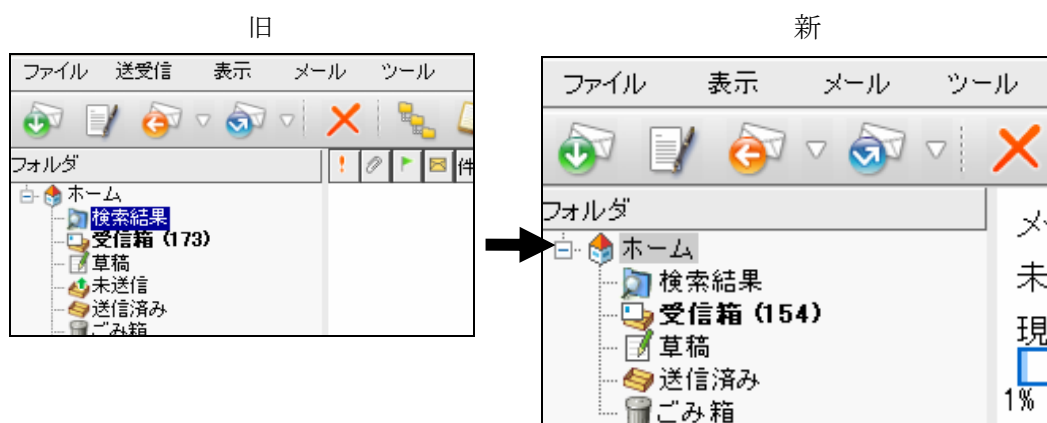 旧
ファイル 送受信 表示 メール ツール
フォルダ
件
ホーム
検索結果
受信箱 (173)
草稿
未送信
送信済み
ごみ箱
新
ファイル 表示 メール ツール
フォルダ
ホーム
検索結果
受信箱 (154)
草稿
送信済み
ごみ箱
メ
未
現
1%